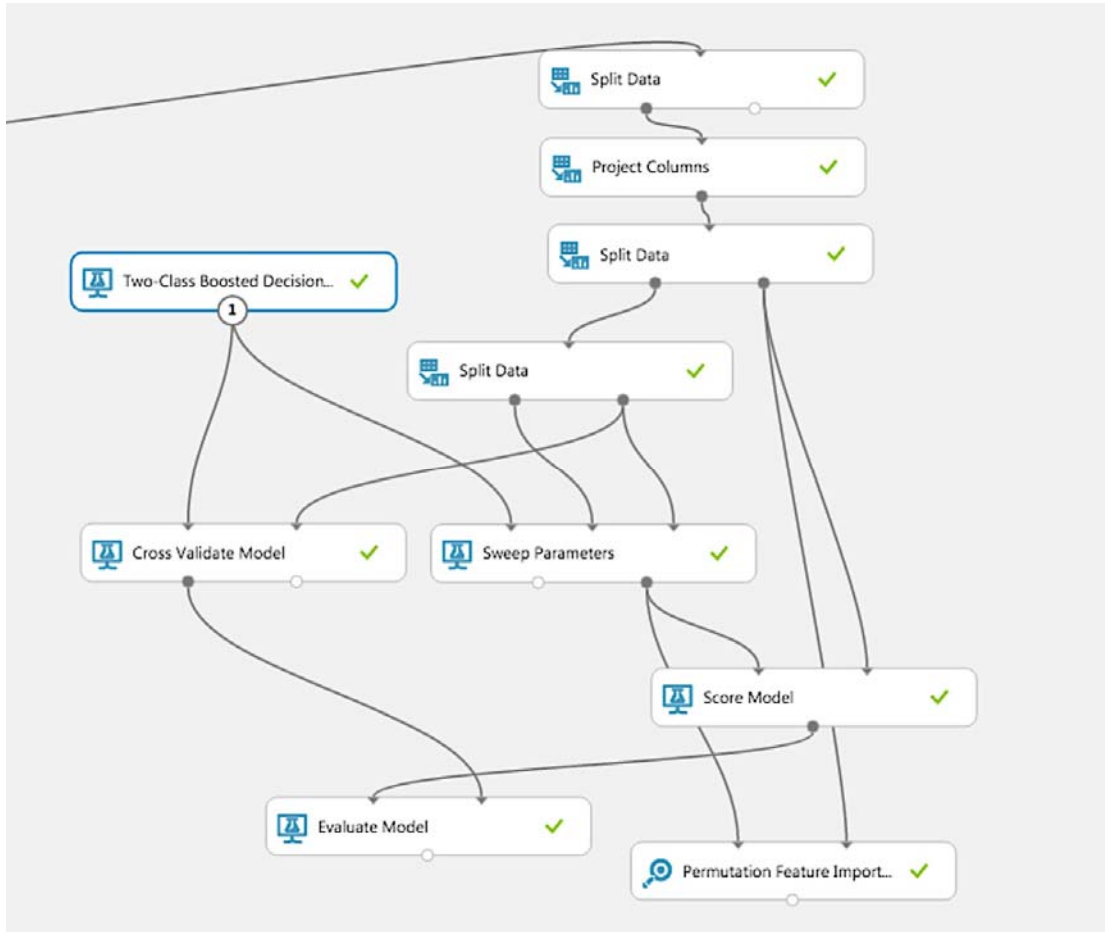 Split Data
Project Columns
Split Data
Two-Class Boosted Decision...
1
Split Data
Cross Validate Model
Sweep Parameters
Score Model
Evaluate Model
Permutation Feature Import...